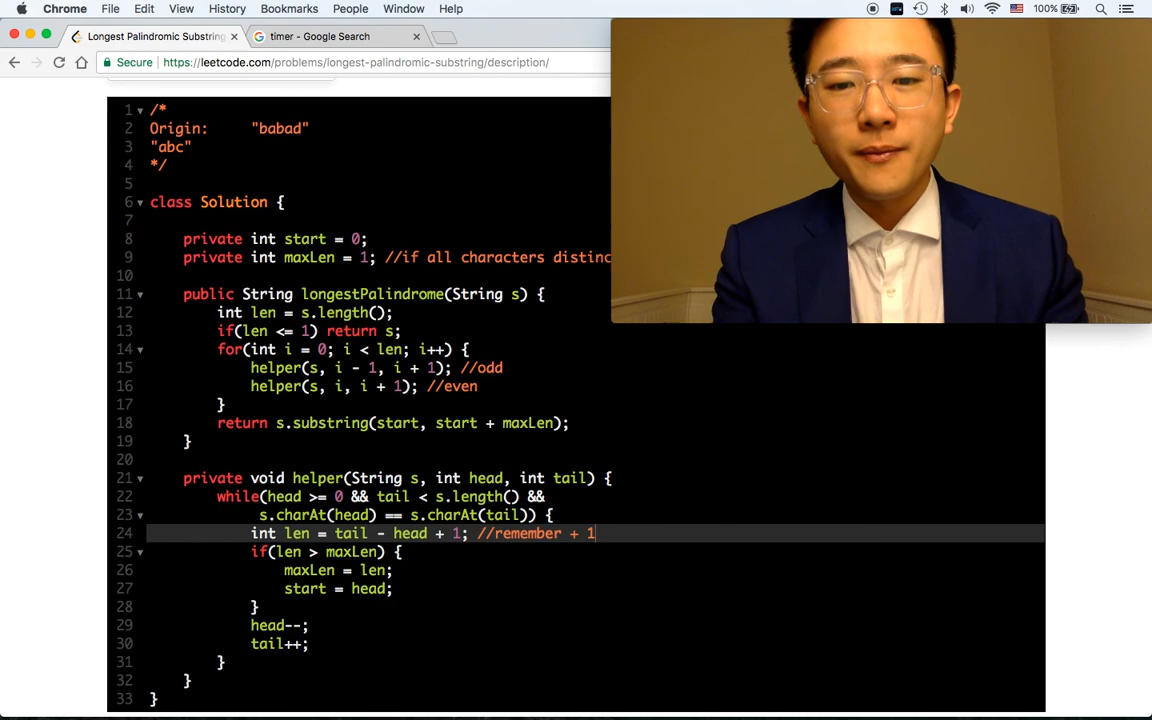 Chrome File Edit View History Bookmarks People Window Help 100%
Longest Palindromic Substring timer - Google Search
Secure https://leetcode.com/problems/longest-palindromic-substring/description/
1 /*
2 Origin: "babad"
3 "abc"
4 */
5
6 class Solution {
7
8 private int start = 0;
9 private int maxLen = 1; //if all characters distinc
10
11 public String longestPalindrome(String s) {
12 int len = s.length();
13 if(len <= 1) return s;
14 for(int i = 0; i < len; i++) {
15 helper(s, i - 1, i + 1); //odd
16 helper(s, i, i + 1); //even
17 }
18 return s.substring(start, start + maxLen);
19 }
20
21 private void helper(String s, int head, int tail) {
22 while(head >= 0 && tail < s.length() &&
23 s.charAt(head) == s.charAt(tail)) {
24 int len = tail - head + 1; //remember + 1
25 if(len > maxLen) {
26 maxLen = len;
27 start = head;
28 }
29 head--;
30 tail++;
31 }
32 }
33 }